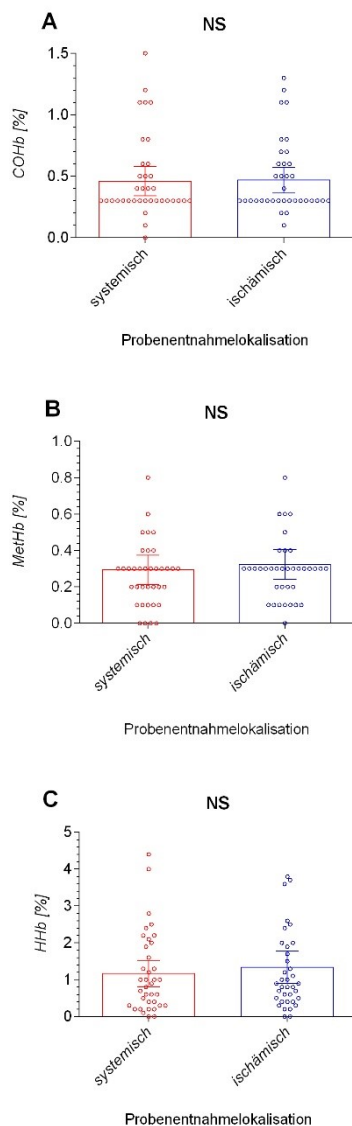 A
NS
COHb [%]
1.5
1.0
0.5
0.0
systemisch
ischämisch
Probenentnahmelokalisation
B
NS
MetHb [%]
1.0
0.8
0.6
0.4
0.2
0.0
systemisch
ischämisch
Probenentnahmelokalisation
C
NS
HHb [%]
5
4
3
2
1
0
systemisch
ischämisch
Probenentnahmelokalisation